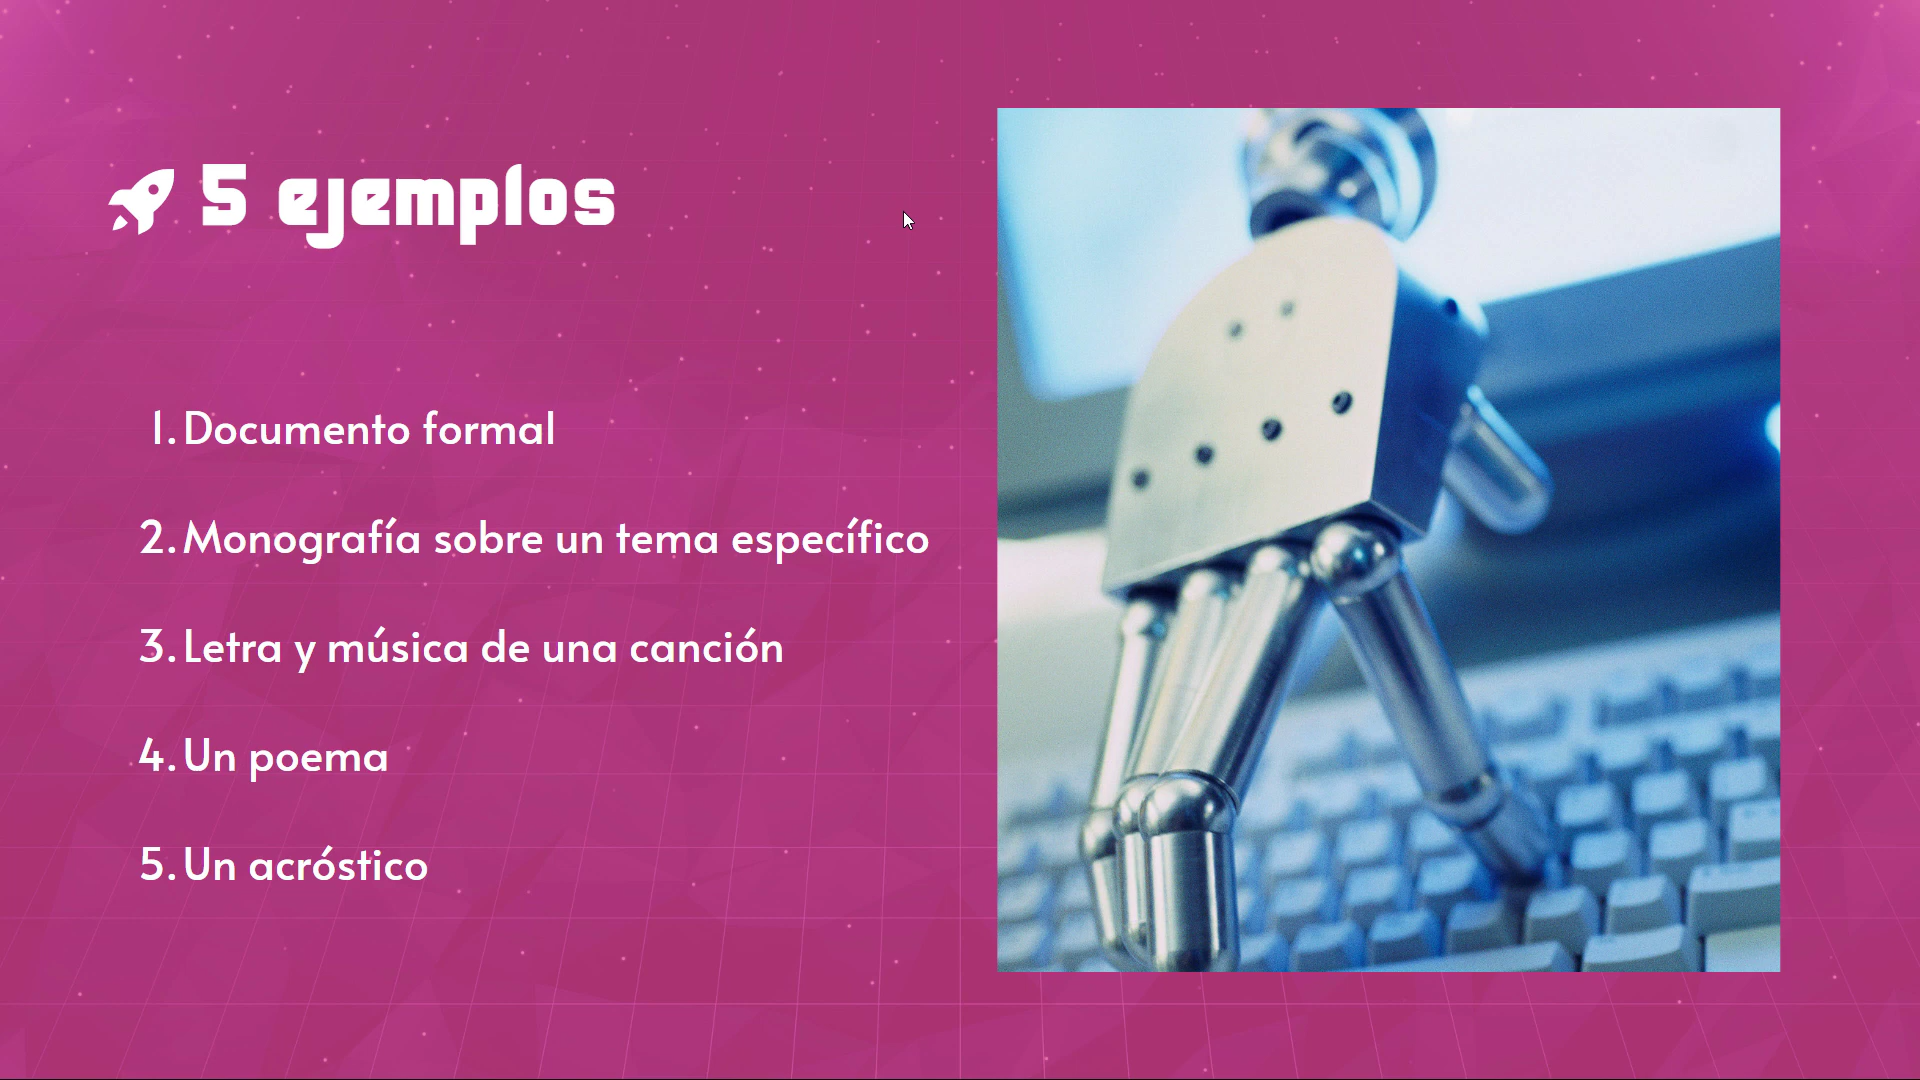 5 ejemplos
1. Documento formal
2. Monografía sobre un tema específico
3. Letra y música de una canción
4. Un poema
5. Un acróstico